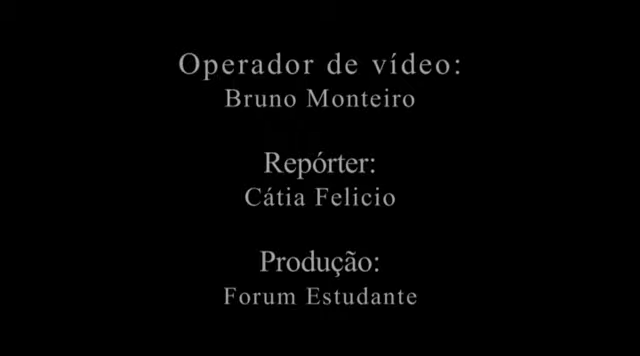 Operador de vídeo:
Bruno Monteiro
Repórter:
Cátia Felicio
Produção:
Forum Estudante